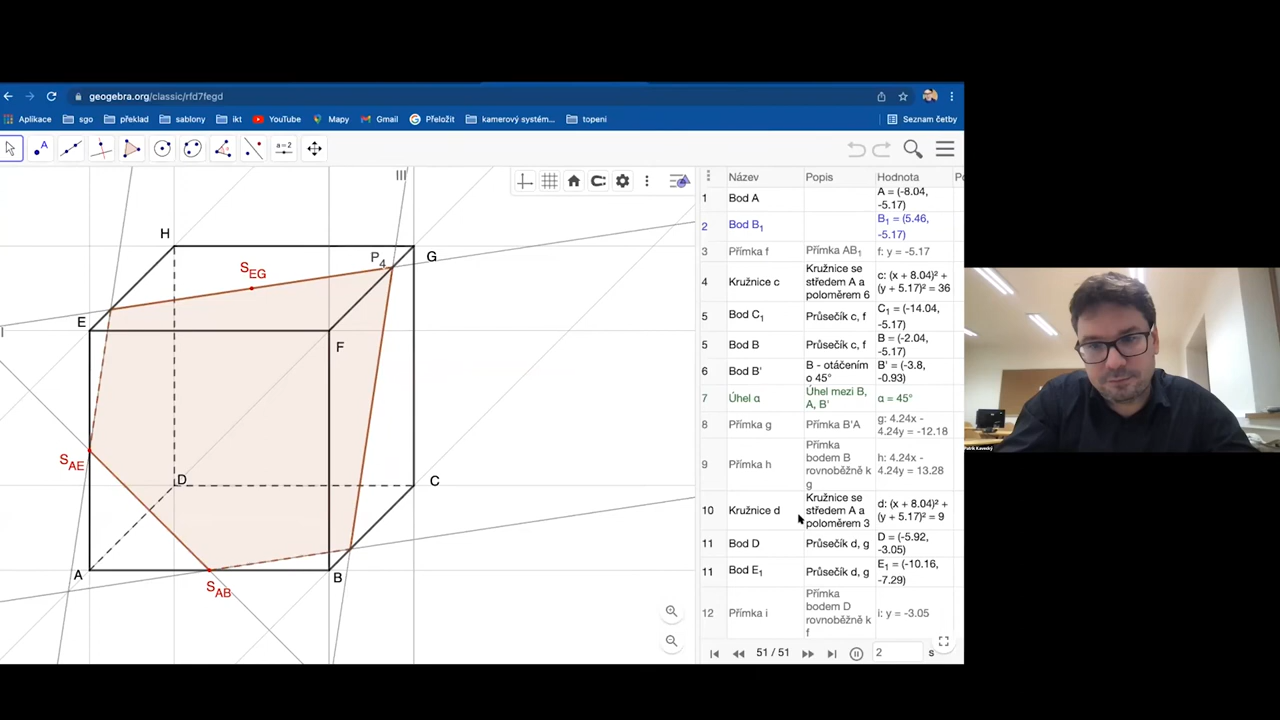 geogebra.org/classic/rfd7fegd
Aplikace sgo překlad sablony ikt YouTube Mapy Gmail Přeložit kamerový systém... topeni Seznam četby
A a=2
III
H
G
P4
SEG
E
F
I
SAE
D
C
A
B
SAB
Název Popis Hodnota
1 Bod A A = (-8.04, -5.17)
2 Bod B1 B1 = (5.46, -5.17)
3 Přímka f Přímka AB1 f: y = -5.17
4 Kružnice c Kružnice se středem A a poloměrem 6 c: (x + 8.04)² + (y + 5.17)² = 36
5 Bod C1 Průsečík c, f C1 = (-14.04, -5.17)
5 Bod B Průsečík c, f B = (-2.04, -5.17)
6 Bod B' B - otáčením o 45° B' = (-3.8, -0.93)
7 Úhel α Úhel mezi B, A, B' α = 45°
8 Přímka g Přímka B'A g: 4.24x - 4.24y = -12.18
9 Přímka h Přímka bodem B rovnoběžně k g h: 4.24x - 4.24y = 13.28
10 Kružnice d Kružnice se středem A a poloměrem 3 d: (x + 8.04)² + (y + 5.17)² = 9
11 Bod D Průsečík d, g D = (-5.92, -3.05)
11 Bod E1 Průsečík d, g E1 = (-10.16, -7.29)
12 Přímka i Přímka bodem D rovnoběžně k f i: y = -3.05
51 / 51 2 s